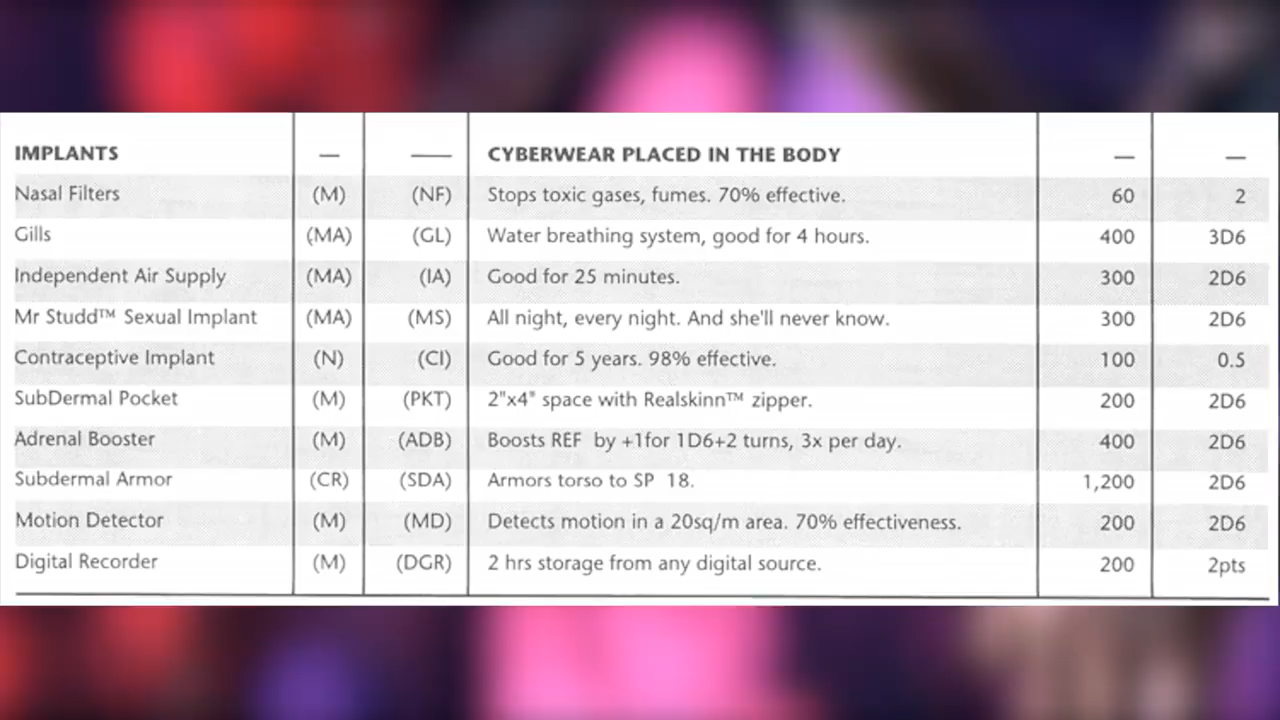 IMPLANTS — — CYBERWEAR PLACED IN THE BODY — —
Nasal Filters (M) (NF) Stops toxic gases, fumes. 70% effective. 60 2
Gills (MA) (GL) Water breathing system, good for 4 hours. 400 3D6
Independent Air Supply (MA) (IA) Good for 25 minutes. 300 2D6
Mr Studd™ Sexual Implant (MA) (MS) All night, every night. And she'll never know. 300 2D6
Contraceptive Implant (N) (CI) Good for 5 years. 98% effective. 100 0.5
SubDermal Pocket (M) (PKT) 2"x4" space with Realskinn™ zipper. 200 2D6
Adrenal Booster (M) (ADB) Boosts REF by +1for 1D6+2 turns, 3x per day. 400 2D6
Subdermal Armor (CR) (SDA) Armors torso to SP 18. 1,200 2D6
Motion Detector (M) (MD) Detects motion in a 20sq/m area. 70% effectiveness. 200 2D6
Digital Recorder (M) (DGR) 2 hrs storage from any digital source. 200 2pts